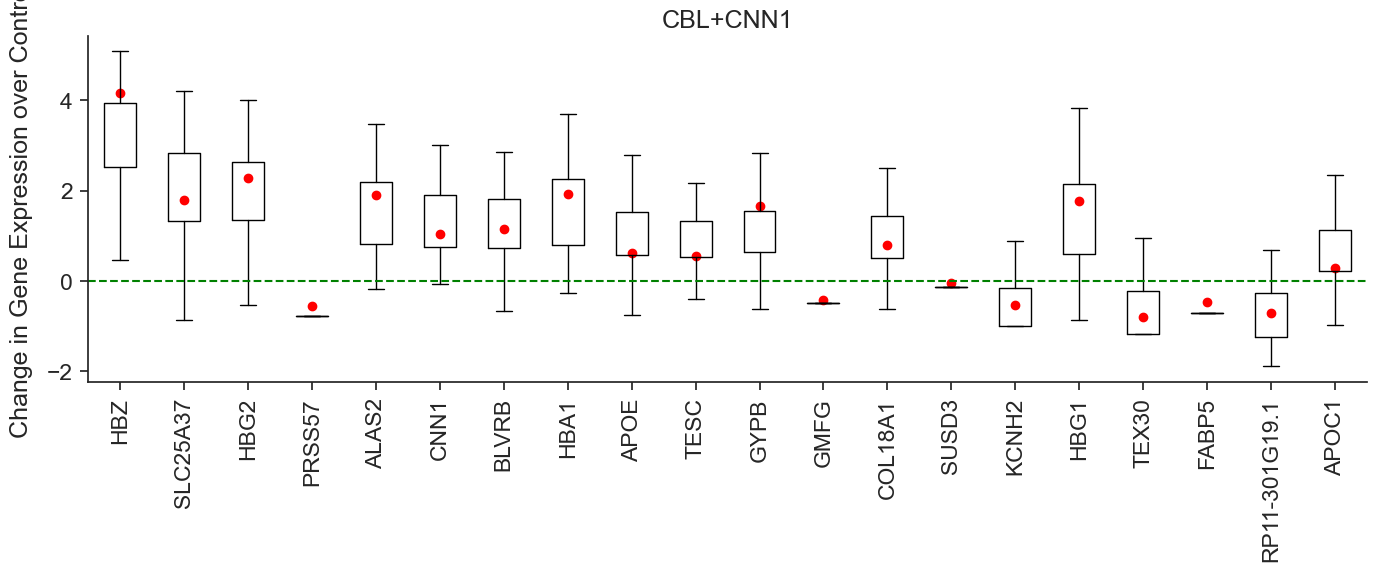 CBL+CNN1
Change in Gene Expression over Contro
4
2
0
−2
HBZ
SLC25A37
HBG2
PRSS57
ALAS2
CNN1
BLVRB
HBA1
APOE
TESC
GYPB
GMFG
COL18A1
SUSD3
KCNH2
HBG1
TEX30
FABP5
RP11-301G19.1
APOC1